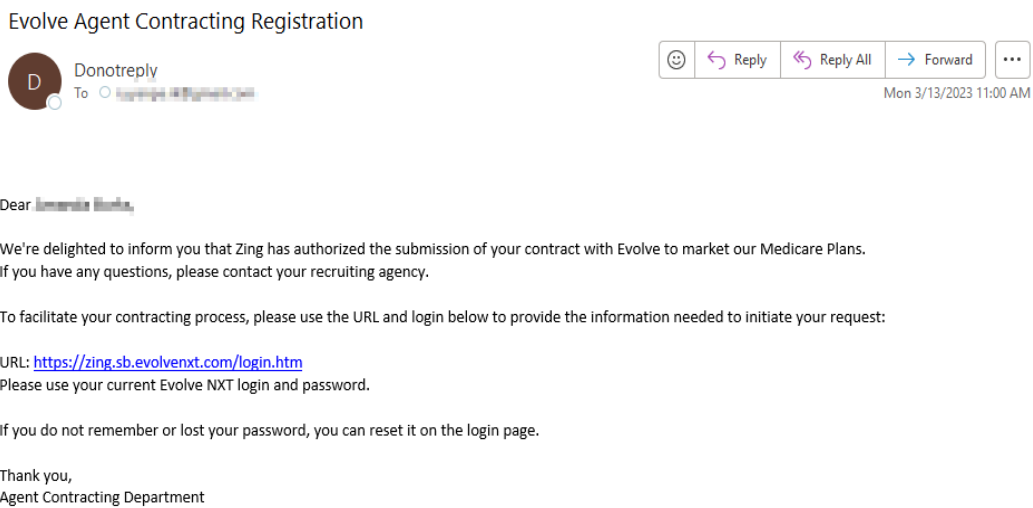 Evolve Agent Contracting Registration
D
Donotreply
To
Reply
Reply All
Forward
Mon 3/13/2023 11:00 AM
Dear
We're delighted to inform you that Zing has authorized the submission of your contract with Evolve to market our Medicare Plans.
If you have any questions, please contact your recruiting agency.
To facilitate your contracting process, please use the URL and login below to provide the information needed to initiate your request:
URL: https://zing.sb.evolvenxt.com/login.htm
Please use your current Evolve NXT login and password.
If you do not remember or lost your password, you can reset it on the login page.
Thank you,
Agent Contracting Department